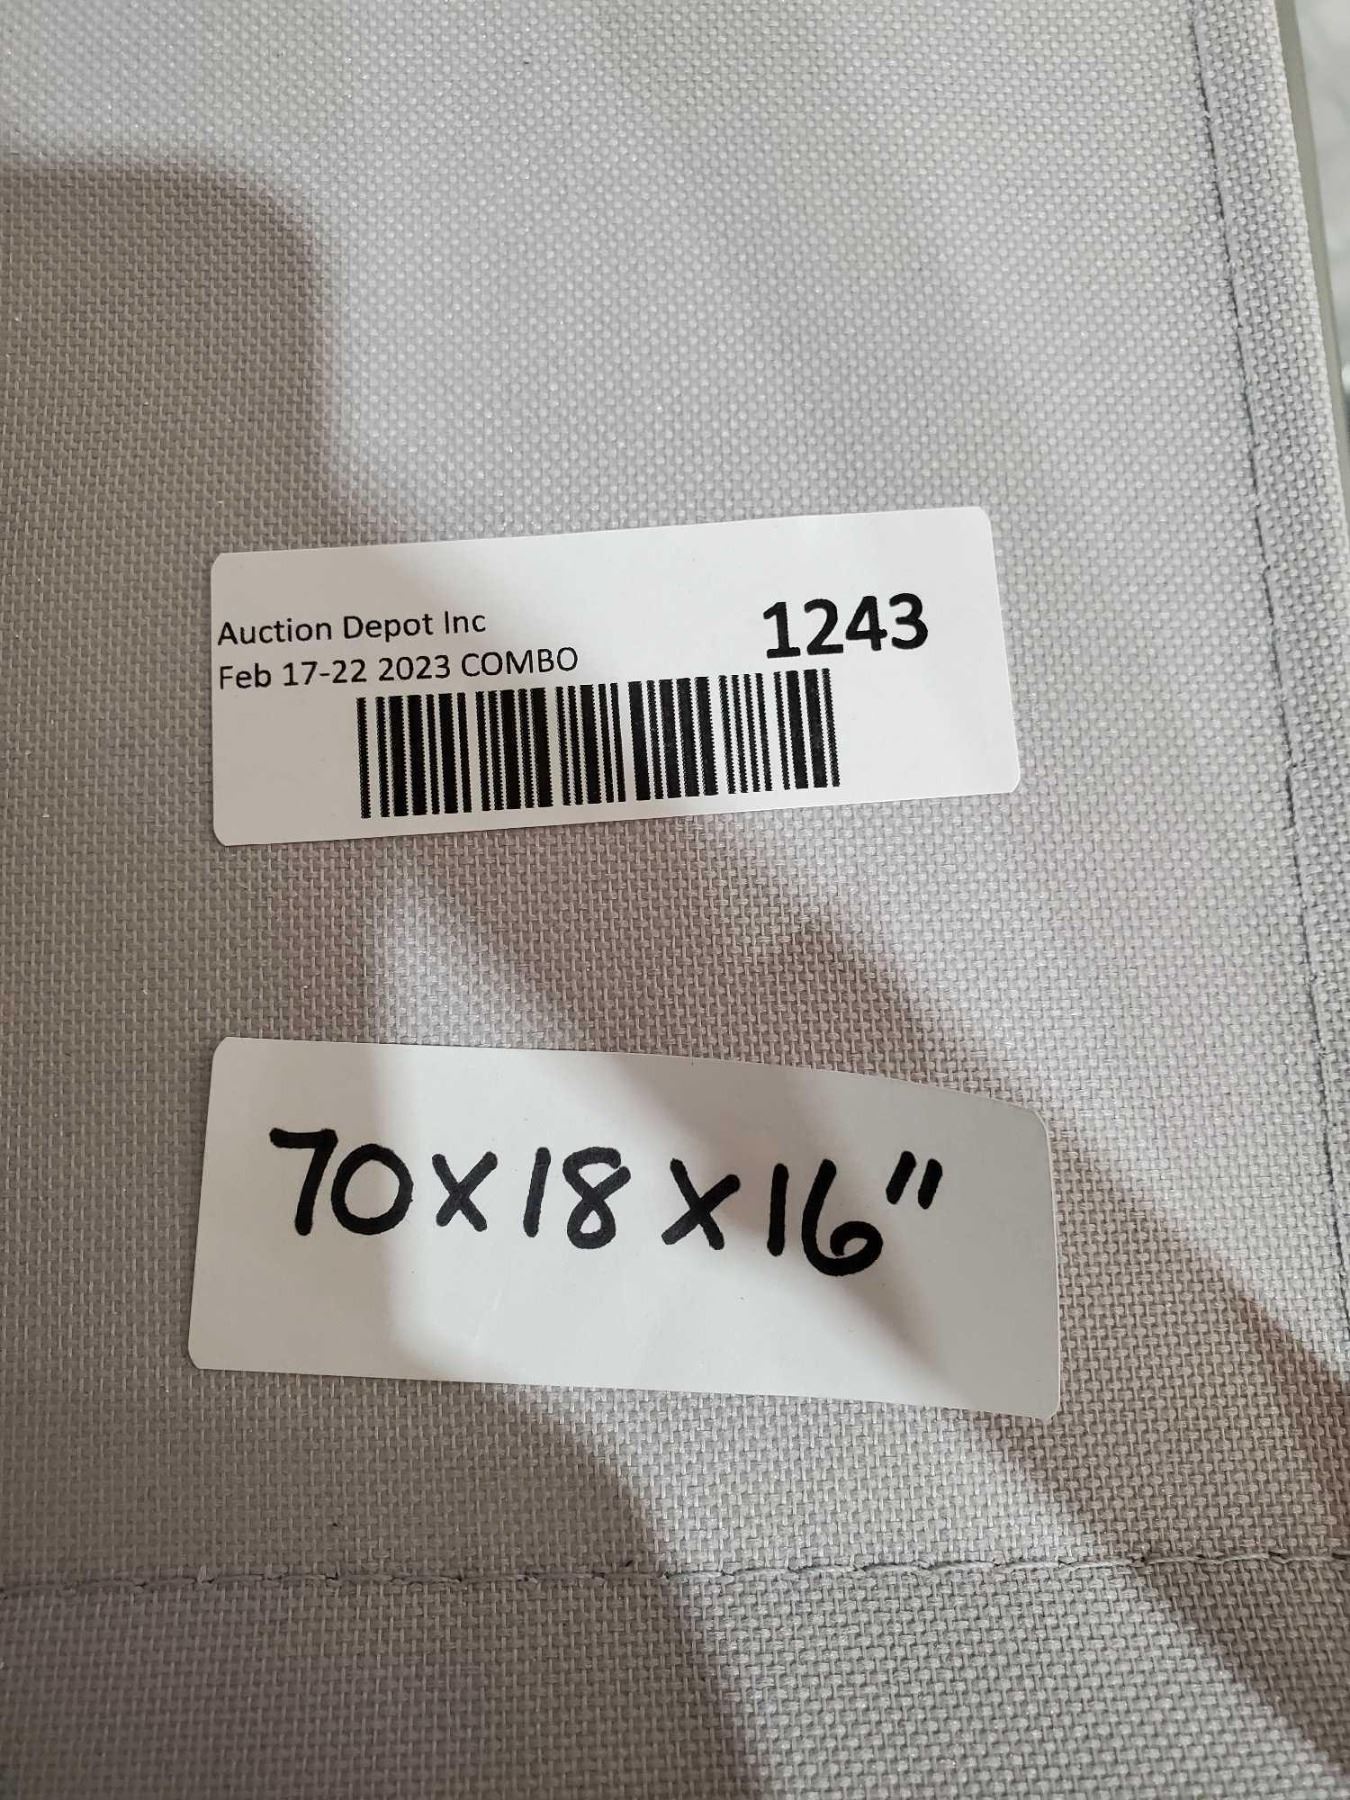 Auction Depot Inc
1243
Feb 17-22 2023 COMBO
70x18x16"